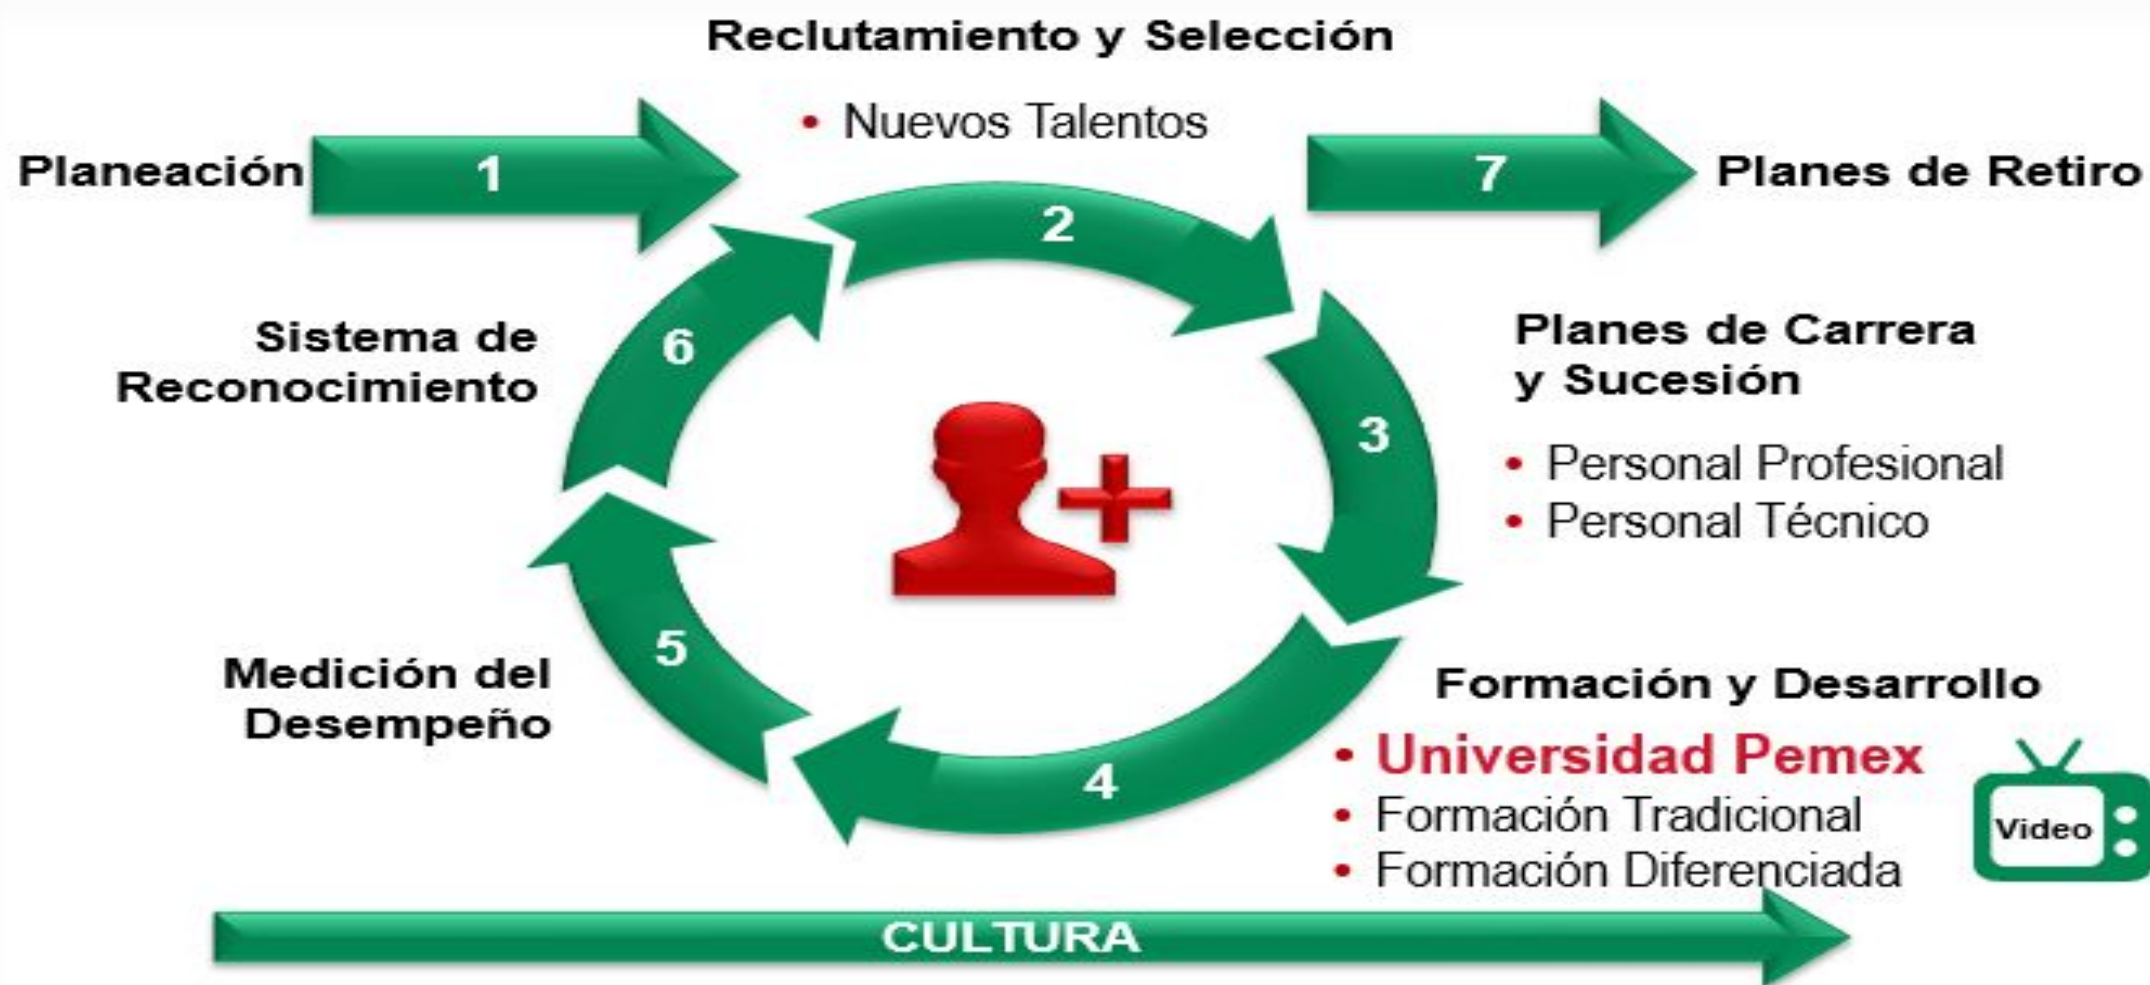 Reclutamiento y Selección
• Nuevos Talentos
Planeación
1
2
7
Planes de Retiro
Sistema de
Reconocimiento
6
Planes de Carrera
y Sucesión
3
• Personal Profesional
• Personal Técnico
Medición del
Desempeño
5
4
Formación y Desarrollo
• Universidad Pemex
• Formación Tradicional
• Formación Diferenciada
Video
CULTURA